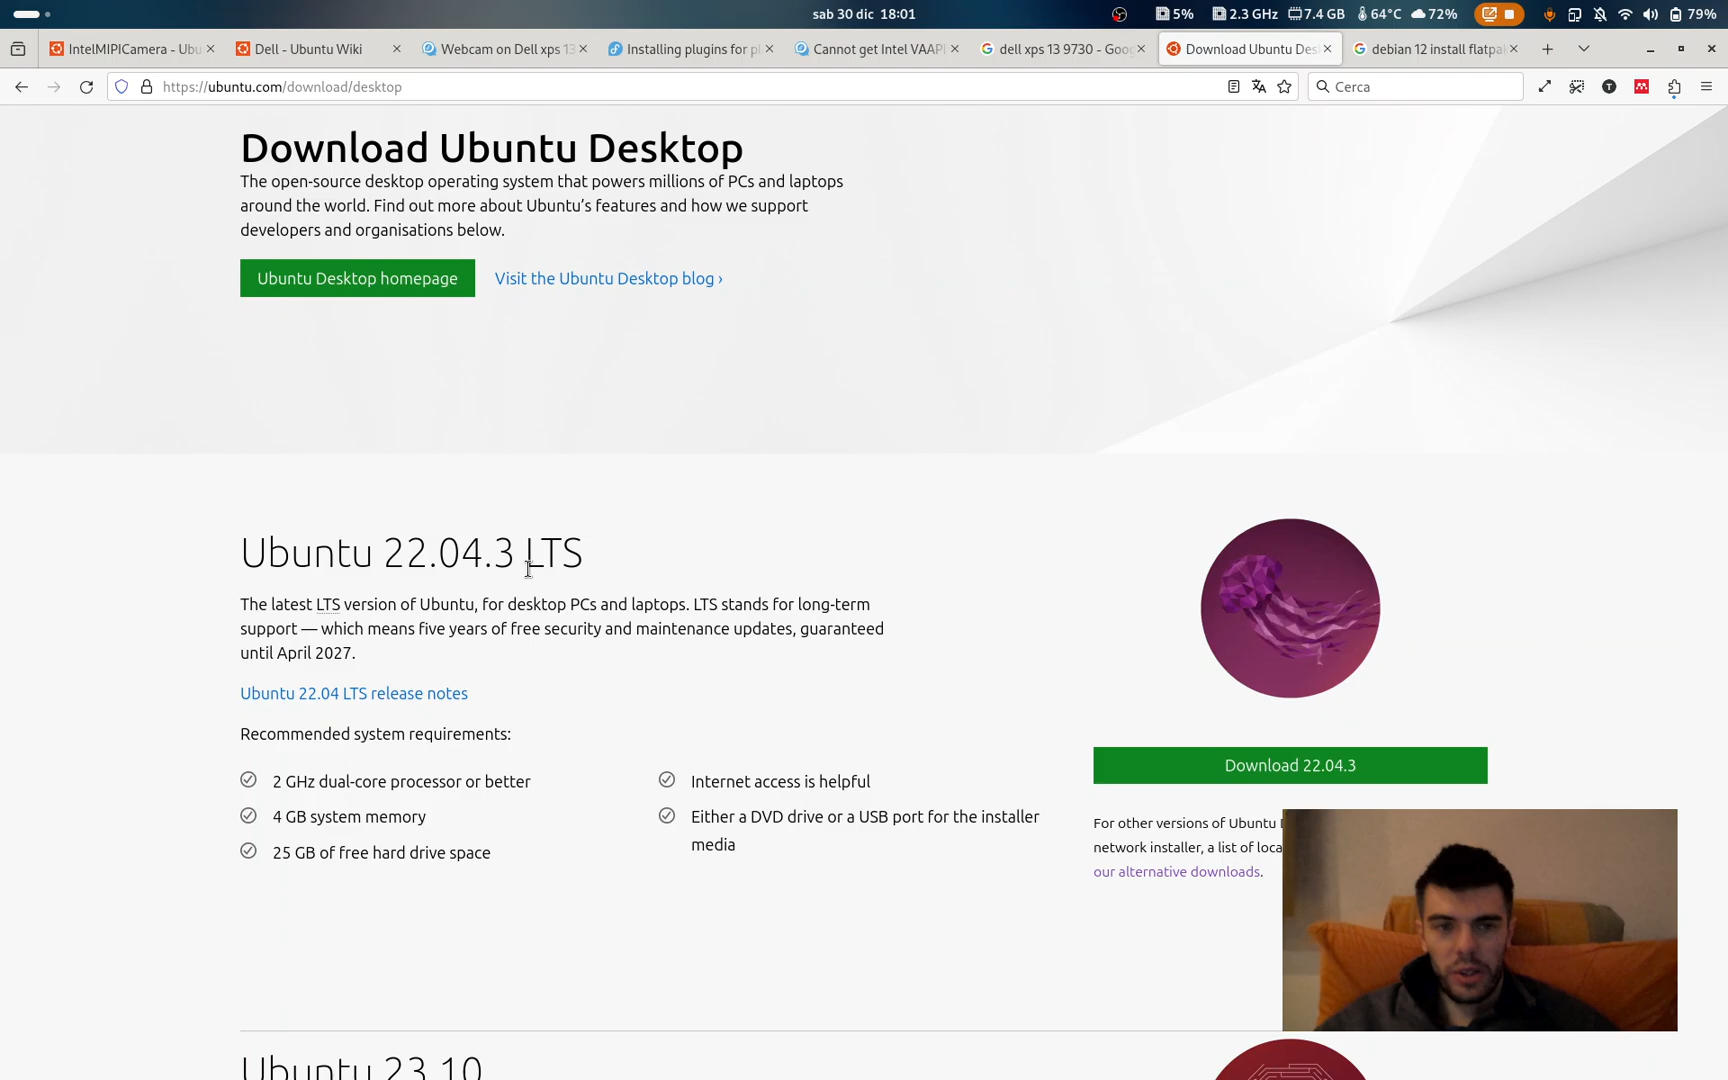 sab 30 dic 18:01
5%
2.3 GHz
7.4 GB
64°C
72%
79%
IntelMIPICamera - Ubu
Dell - Ubuntu Wiki
Webcam on Dell xps 13
Installing plugins for pl
Cannot get Intel VAAPI
dell xps 13 9730 - Goog
Download Ubuntu Des
debian 12 install flatpa
https://ubuntu.com/download/desktop
Cerca
Download Ubuntu Desktop
The open-source desktop operating system that powers millions of PCs and laptops
around the world. Find out more about Ubuntu’s features and how we support
developers and organisations below.
Ubuntu Desktop homepage
Visit the Ubuntu Desktop blog ›
Ubuntu 22.04.3 LTS
The latest LTS version of Ubuntu, for desktop PCs and laptops. LTS stands for long-term
support — which means five years of free security and maintenance updates, guaranteed
until April 2027.
Ubuntu 22.04 LTS release notes
Recommended system requirements:
2 GHz dual-core processor or better
4 GB system memory
25 GB of free hard drive space
Internet access is helpful
Either a DVD drive or a USB port for the installer
media
Download 22.04.3
For other versions of Ubuntu
network installer, a list of loca
our alternative downloads.
Ubuntu 23.10